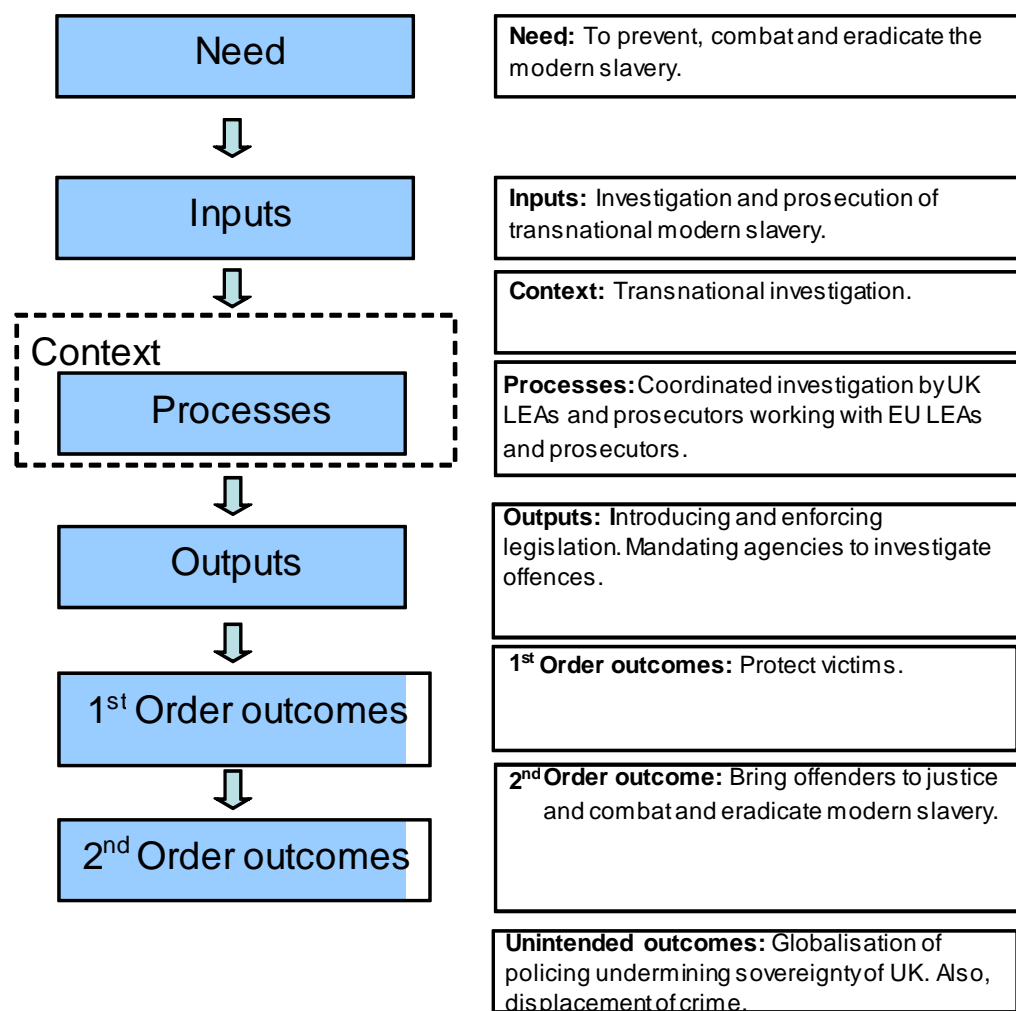 Need
Need: To prevent, combat and eradicate the
modern slavery.
Inputs
Inputs: Investigation and prosecution of
transnational modern slavery.
Context: Transnational investigation.
Context
Processes
Processes: Coordinated investigation by UK
LEAs and prosecutors working with EU LEAs
and prosecutors.
Outputs
Outputs: Introducing and enforcing
legislation. Mandating agencies to investigate
offences.
1st Order outcomes
1st Order outcomes: Protect victims.
2nd Order outcomes
2nd Order outcome: Bring offenders to justice
and combat and eradicate modern slavery.
Unintended outcomes: Globalisation of
policing undermining sovereignty of UK. Also,
displacement of crime.